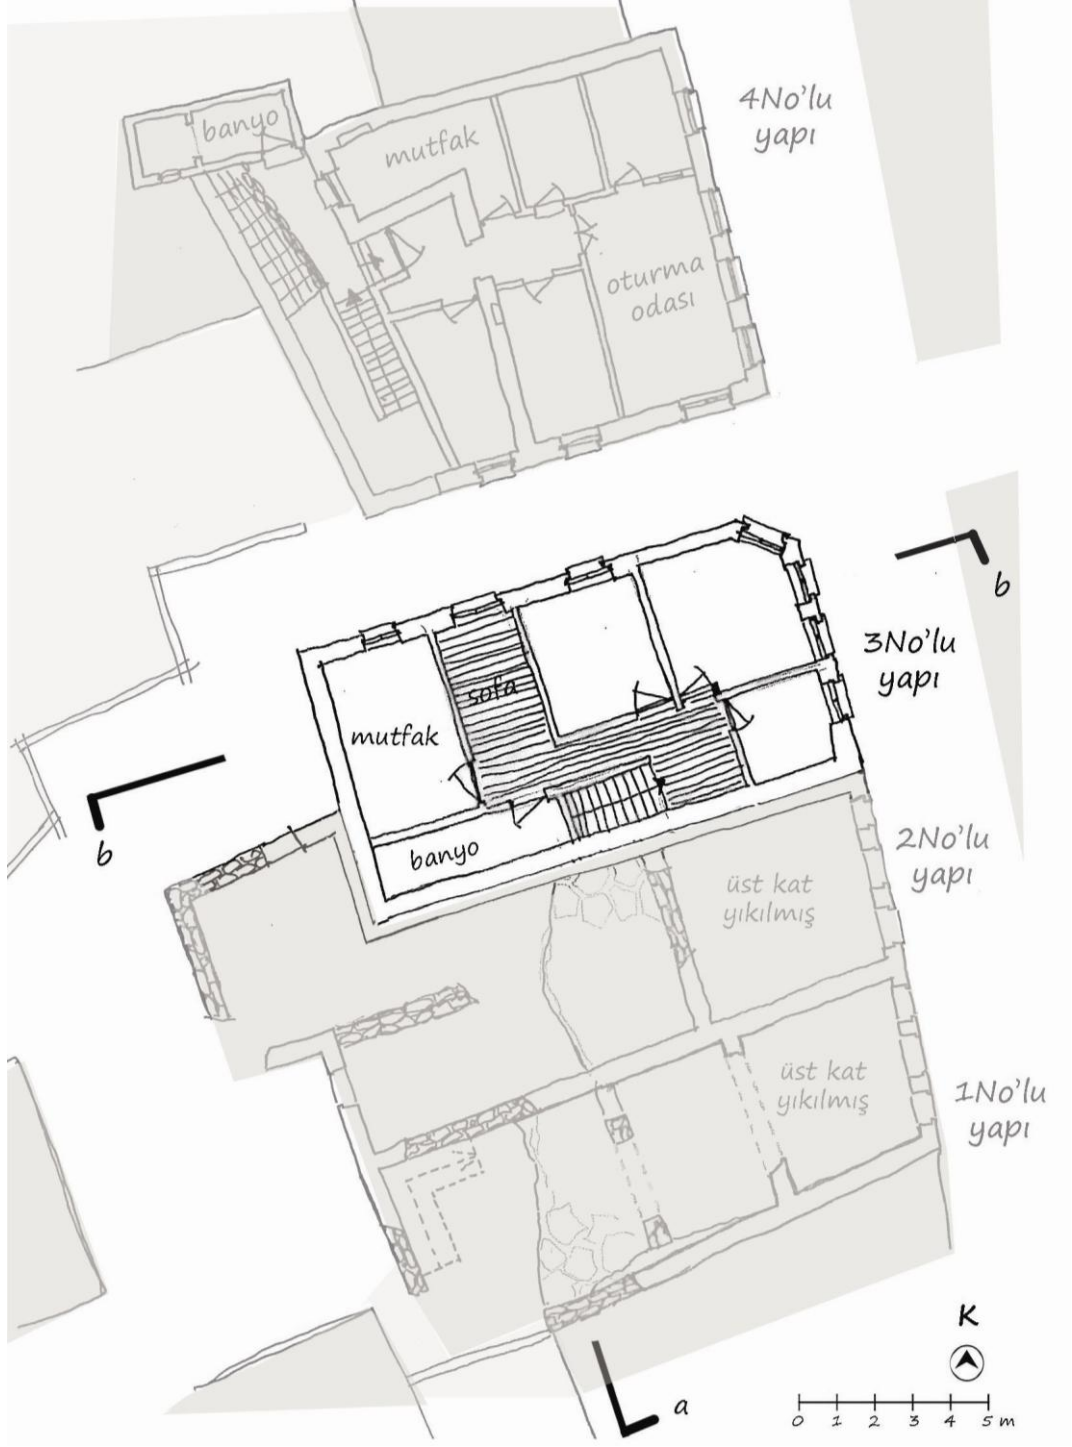 banyo
mutfak
4No'lu
yapı
oturma
odası
b
3No'lu
yapı
sofa
mutfak
b
banyo
2No'lu
yapı
üst kat
yıkılmış
üst kat
yıkılmış
1No'lu
yapı
K
a
0 1 2 3 4 5 m